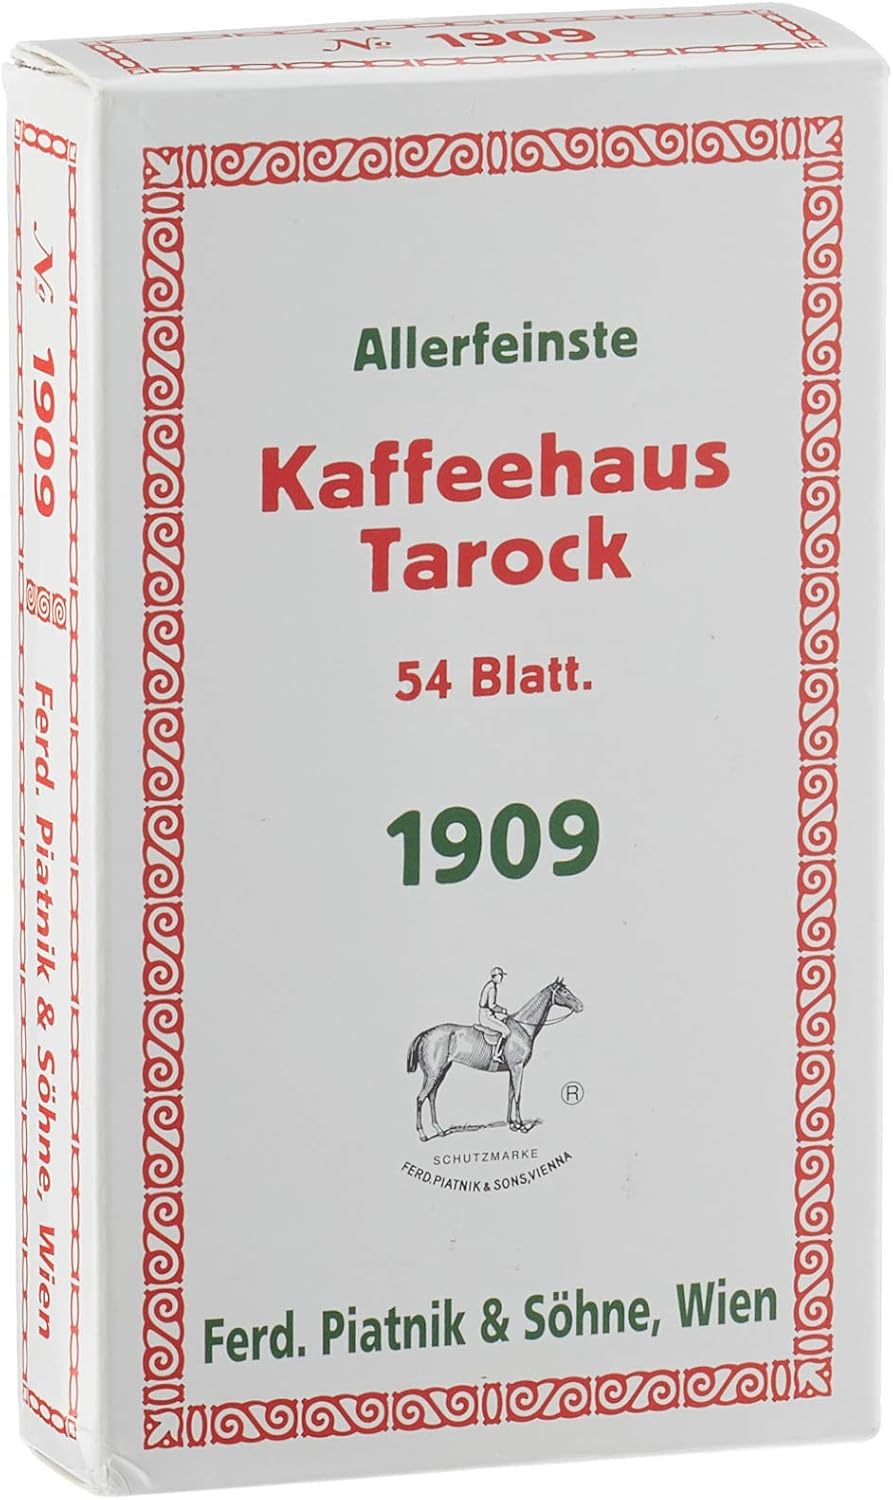 № 1909
Allerfeinste
Kaffeehaus
Tarock
54 Blatt.
1909
®
SCHUTZMARKE
FERD.PIATNIK & SONS,VIENNA
Ferd. Piatnik & Söhne, Wien
№ 1909
Ferd. Piatnik & Söhne, Wien